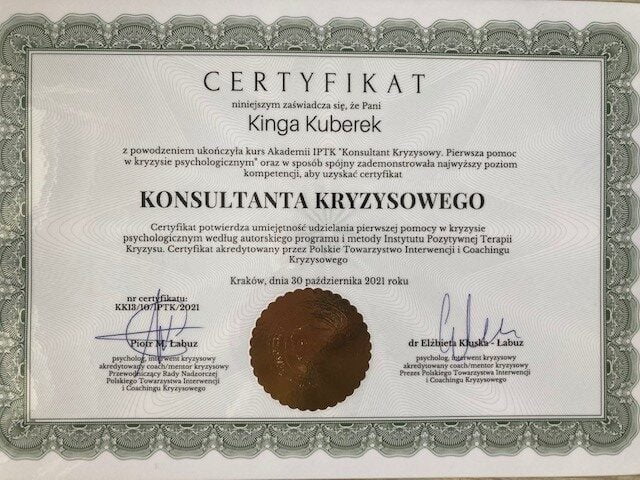 CERTYFIKAT
niniejszym zaświadcza się, że Pani
Kinga Kuberek
z powodzeniem ukończyła kurs Akademii IPTK "Konsultant Kryzysowy. Pierwsza pomoc
w kryzysie psychologicznym" oraz w sposób spójny zademonstrowała najwyższy poziom
kompetencji, aby uzyskać certyfikat
KONSULTANTA KRYZYSOWEGO
Certyfikat potwierdza umiejętność udzielania pierwszej pomocy w kryzysie
psychologicznym według autorskiego programu i metody Instytutu Pozytywnej Terapii
Kryzysu. Certyfikat akredytowany przez Polskie Towarzystwo Interwencji i Coachingu
Kryzysowego
Kraków, dnia 30 października 2021 roku
nr certyfikatu:
KK13/10/IPTK/2021
Piotr M. Łabuz
psycholog, interwent kryzysowy
akredytowany coach/mentor kryzysowy
Przewodniczący Rady Nadzorczej
Polskiego Towarzystwa Interwencji
i Coachingu Kryzysowego
dr Elżbieta Kluska - Łabuz
psycholog, interwent kryzysowy
akredytowany coach/mentor kryzysowy
Prezes Polskiego Towarzystwa Interwencji
i Coachingu Kryzysowego